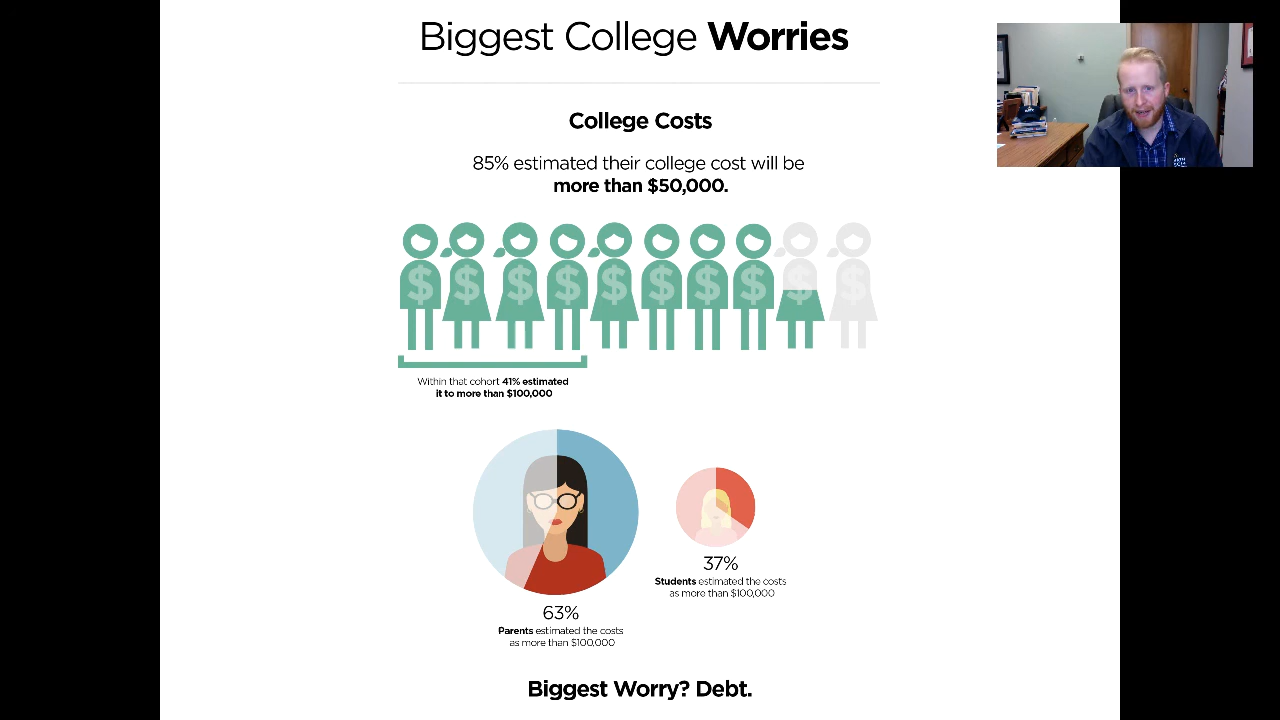 Biggest College Worries
College Costs
85% estimated their college cost will be
more than $50,000.
$ $ $ $ $ $ $ $ $ $
Within that cohort 41% estimated
it to more than $100,000
37%
Students estimated the costs
as more than $100,000
63%
Parents estimated the costs
as more than $100,000
Biggest Worry? Debt.